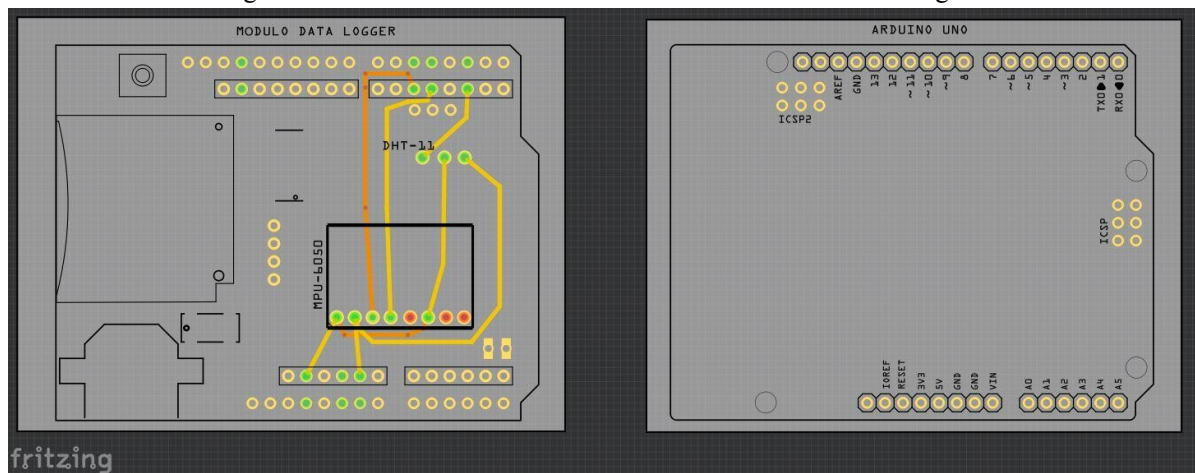 MODULO DATA LOGGER
DHT-11
MPU-6050
ARDUINO UNO
AREF
GND
13
12
~11
~10
~9
8
7
~6
~5
4
~3
2
TX0▶1
RX0◀0
ICSP2
ICSP
IOREF
RESET
3V3
5V
GND
GND
VIN
A0
A1
A2
A3
A4
A5
fritzing